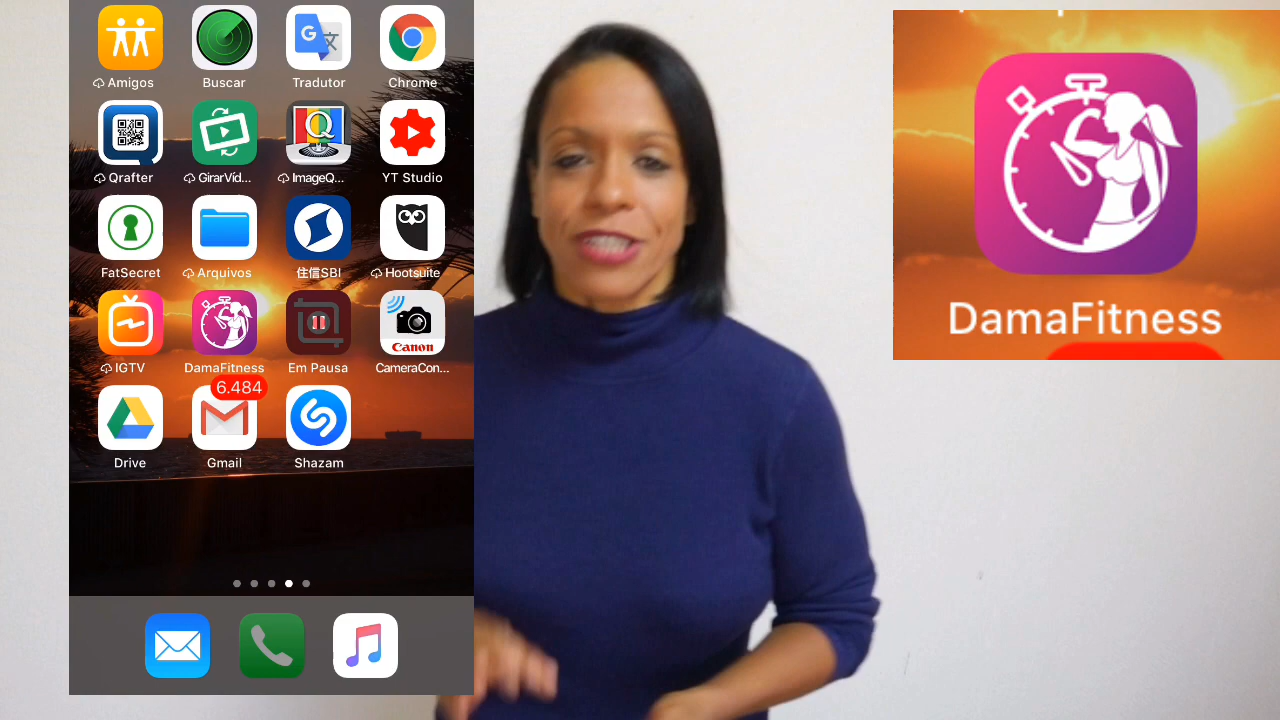 Amigos
Buscar
Tradutor
Chrome
Qrafter
GirarVíd...
ImageQ...
YT Studio
FatSecret
Arquivos
住信SBI
Hootsuite
IGTV
DamaFitness
Em Pausa
Canon
CameraCon...
6.484
Drive
Gmail
Shazam
DamaFitness